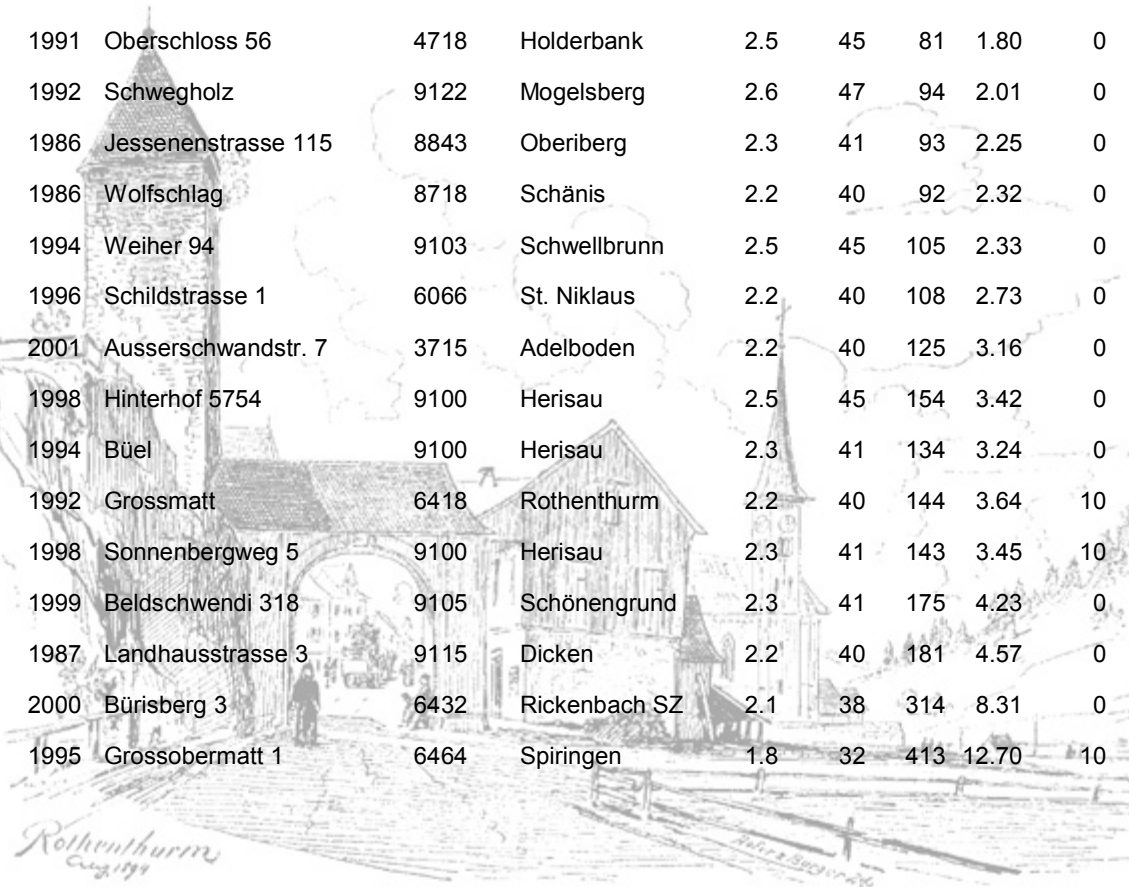 1991 Oberschloss 56 4718 Holderbank 2.5 45 81 1.80 0
1992 Schwegholz 9122 Mogelsberg 2.6 47 94 2.01 0
1986 Jessenenstrasse 115 8843 Oberiberg 2.3 41 93 2.25 0
1986 Wolfschlag 8718 Schänis 2.2 40 92 2.32 0
1994 Weiher 94 9103 Schwellbrunn 2.5 45 105 2.33 0
1996 Schildstrasse 1 6066 St. Niklaus 2.2 40 108 2.73 0
2001 Ausserschwandstr. 7 3715 Adelboden 2.2 40 125 3.16 0
1998 Hinterhof 5754 9100 Herisau 2.5 45 154 3.42 0
1994 Büel 9100 Herisau 2.3 41 134 3.24 0
1992 Grossmatt 6418 Rothenthurm 2.2 40 144 3.64 10
1998 Sonnenbergweg 5 9100 Herisau 2.3 41 143 3.45 10
1999 Beldschwendi 318 9105 Schönengrund 2.3 41 175 4.23 0
1987 Landhausstrasse 3 9115 Dicken 2.2 40 181 4.57 0
2000 Bürisberg 3 6432 Rickenbach SZ 2.1 38 314 8.31 0
1995 Grossobermatt 1 6464 Spiringen 1.8 32 413 12.70 10
Rothenthurm
Aug. 1894